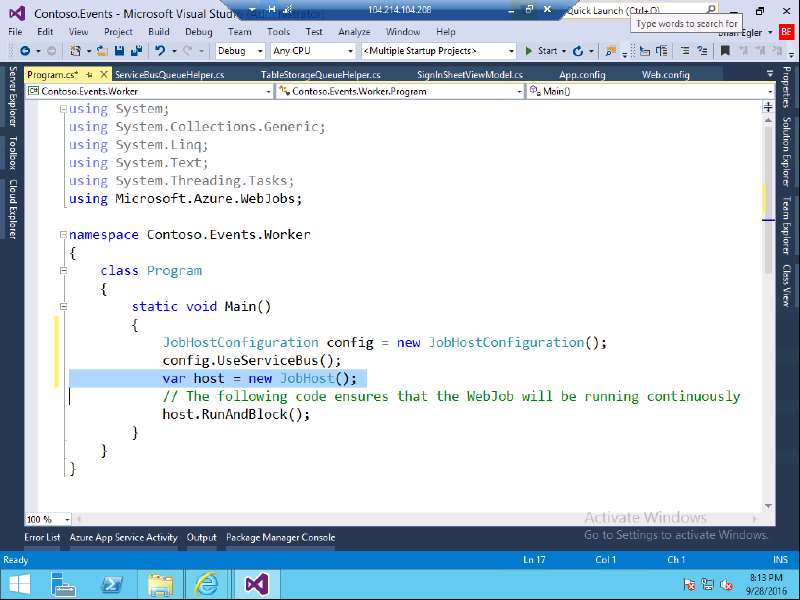 Contoso.Events - Microsoft Visual Stu
104.214.104.208
Quick Launch (Ctrl+Q)
Type words to search for
File Edit View Project Build Debug Team Tools Test Analyze Window Help
Egler
BE
Debug Any CPU <Multiple Startup Projects> Start
Program.cs* ServiceBusQueueHelper.cs TableStorageQueueHelper.cs SignInSheetViewModel.cs App.config Web.config
Contoso.Events.Worker Contoso.Events.Worker.Program Main()
Server Explorer
Toolbox
Cloud Explorer
Properties
Solution Explorer
Team Explorer
Class View
using System;
using System.Collections.Generic;
using System.Linq;
using System.Text;
using System.Threading.Tasks;
using Microsoft.Azure.WebJobs;
namespace Contoso.Events.Worker
{
class Program
{
static void Main()
{
JobHostConfiguration config = new JobHostConfiguration();
config.UseServiceBus();
var host = new JobHost();
// The following code ensures that the WebJob will be running continuously
host.RunAndBlock();
}
}
}
100 %
Activate Windows
Go to Settings to activate Windows.
Error List Azure App Service Activity Output Package Manager Console
Ready Ln 17 Col 1 Ch 1 INS
8:13 PM
9/28/2016